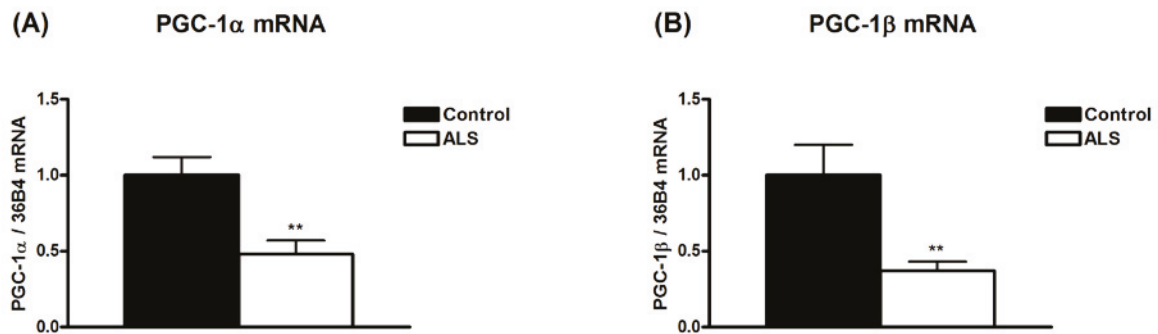 (A) PGC-1α mRNA
PGC-1α / 36B4 mRNA
1.5
1.0
0.5
0.0
**
Control
ALS
(B) PGC-1β mRNA
PGC-1β / 36B4 mRNA
1.5
1.0
0.5
0.0
**
Control
ALS